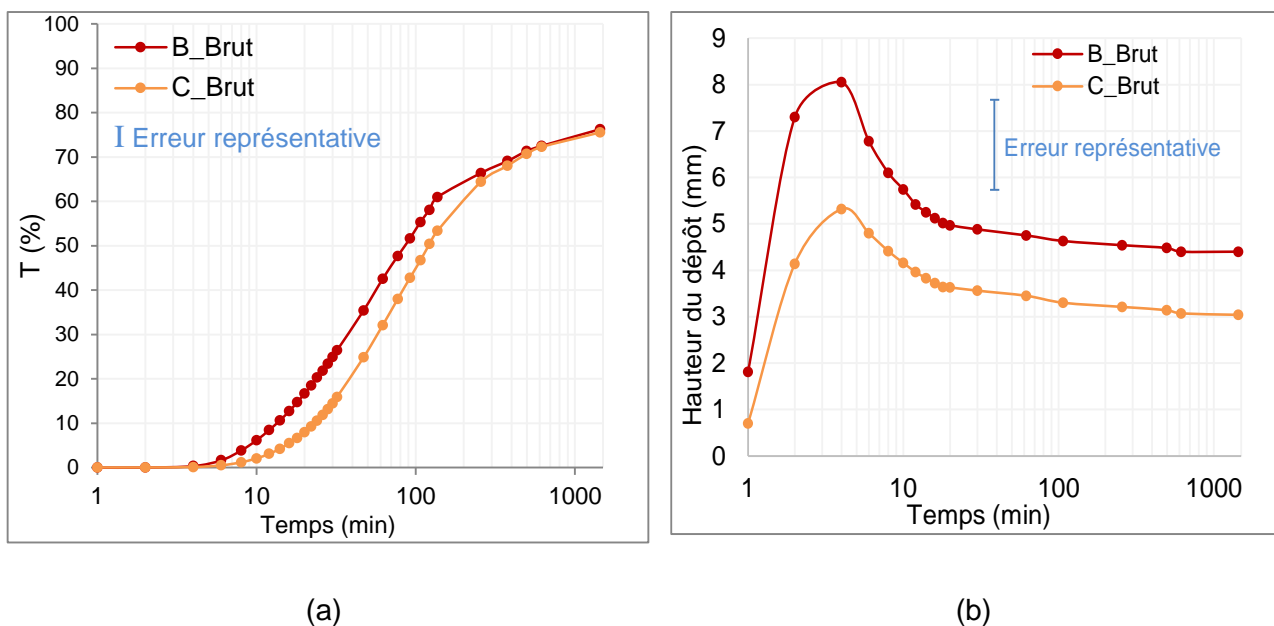 100
90
80
70
60
50
40
30
20
10
0
T (%)
B_Brut
C_Brut
I Erreur représentative
1
10
100
1000
Temps (min)
(a)
9
8
7
6
5
4
3
2
1
0
Hauteur du dépôt (mm)
B_Brut
C_Brut
Erreur représentative
1
10
100
1000
Temps (min)
(b)